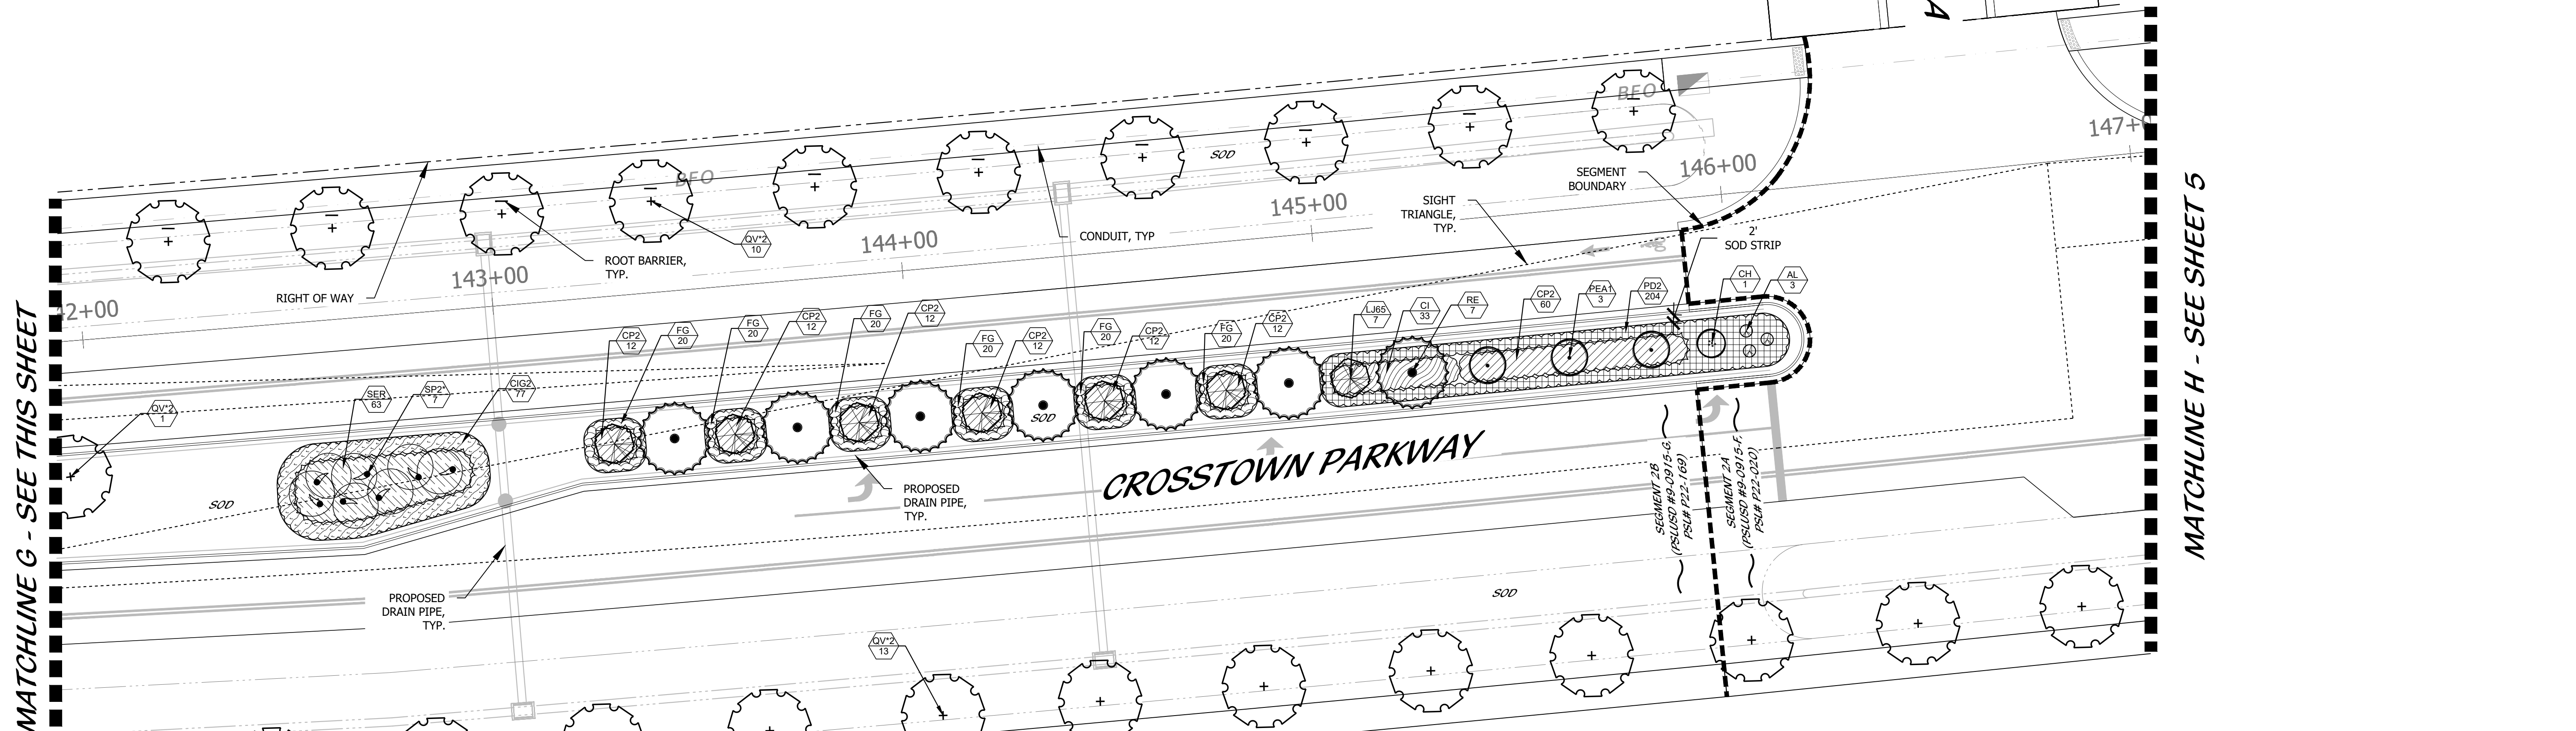 A
BFO
147+0
146+00
SEGMENT
BOUNDARY
SOD
BFO
SIGHT
TRIANGLE,
TYP.
145+00
CONDUIT, TYP
144+00
QV*2
10
ROOT BARRIER,
TYP.
143+00
RIGHT OF WAY
42+00
2'
SOD STRIP
CH
1
AL
3
PD2
204
PEA1
3
CP2
60
RE
7
CI
33
LJ65
7
CP2
12
FG
20
CP2
12
FG
20
CP2
12
FG
20
CP2
12
FG
20
CP2
12
FG
20
FG
20
CP2
12
CIG2
77
SP2*
7
SER
63
QV*2
1
SOD
SOD
PROPOSED
DRAIN PIPE,
TYP.
CROSSTOWN PARKWAY
SEGMENT 2B
(PSLUSD #9-0915-G,
PSL# P22-169)
SEGMENT 2A
(PSLUSD #9-0915-F,
PSL# P22-020)
PROPOSED
DRAIN PIPE,
TYP.
SOD
QV*2
13
MATCHLINE G - SEE THIS SHEET
MATCHLINE H - SEE SHEET 5